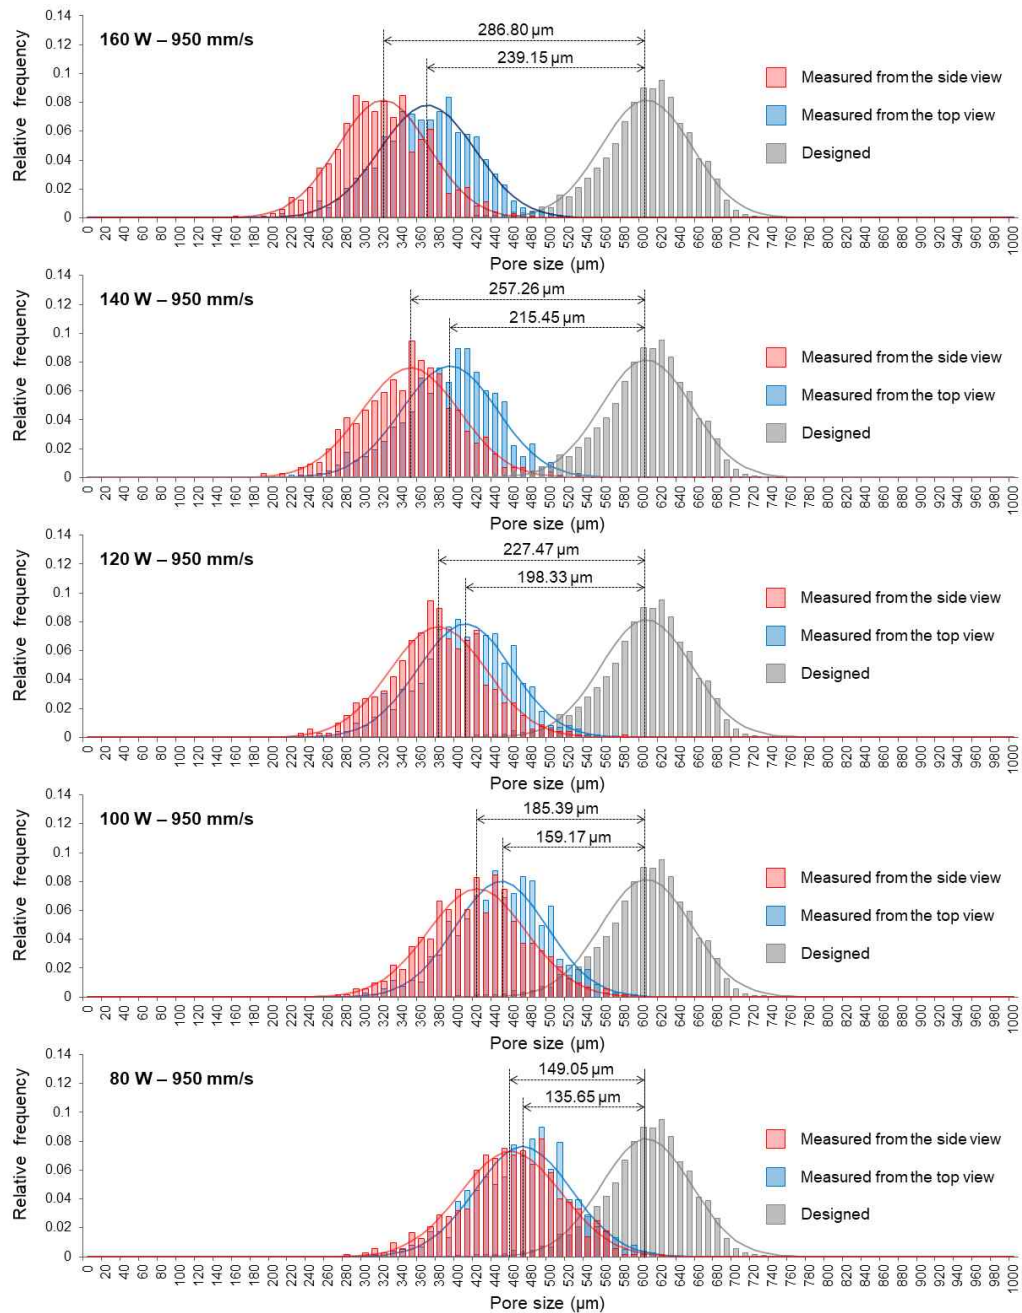 160 W – 950 mm/s
286.80 µm
239.15 µm
Measured from the side view
Measured from the top view
Designed
Relative frequency
0.14
0.12
0.1
0.08
0.06
0.04
0.02
0
0 20 40 60 80 100 120 140 160 180 200 220 240 260 280 300 320 340 360 380 400 420 440 460 480 500 520 540 560 580 600 620 640 660 680 700 720 740 760 780 800 820 840 860 880 900 920 940 960 980 1000
Pore size (µm)
140 W – 950 mm/s
257.26 µm
215.45 µm
Measured from the side view
Measured from the top view
Designed
Relative frequency
0.14
0.12
0.1
0.08
0.06
0.04
0.02
0
0 20 40 60 80 100 120 140 160 180 200 220 240 260 280 300 320 340 360 380 400 420 440 460 480 500 520 540 560 580 600 620 640 660 680 700 720 740 760 780 800 820 840 860 880 900 920 940 960 980 1000
Pore size (µm)
120 W – 950 mm/s
227.47 µm
198.33 µm
Measured from the side view
Measured from the top view
Designed
Relative frequency
0.14
0.12
0.1
0.08
0.06
0.04
0.02
0
0 20 40 60 80 100 120 140 160 180 200 220 240 260 280 300 320 340 360 380 400 420 440 460 480 500 520 540 560 580 600 620 640 660 680 700 720 740 760 780 800 820 840 860 880 900 920 940 960 980 1000
Pore size (µm)
100 W – 950 mm/s
185.39 µm
159.17 µm
Measured from the side view
Measured from the top view
Designed
Relative frequency
0.14
0.12
0.1
0.08
0.06
0.04
0.02
0
0 20 40 60 80 100 120 140 160 180 200 220 240 260 280 300 320 340 360 380 400 420 440 460 480 500 520 540 560 580 600 620 640 660 680 700 720 740 760 780 800 820 840 860 880 900 920 940 960 980 1000
Pore size (µm)
80 W – 950 mm/s
149.05 µm
135.65 µm
Measured from the side view
Measured from the top view
Designed
Relative frequency
0.14
0.12
0.1
0.08
0.06
0.04
0.02
0
0 20 40 60 80 100 120 140 160 180 200 220 240 260 280 300 320 340 360 380 400 420 440 460 480 500 520 540 560 580 600 620 640 660 680 700 720 740 760 780 800 820 840 860 880 900 920 940 960 980 1000
Pore size (µm)